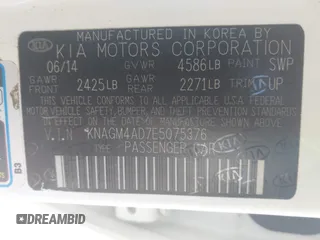 MANUFACTURED IN KOREA BY
KIA KIA MOTORS CORPORATION
06/14 GVWR 4586LB PAINT SWP
GAWR FRONT 2425LB GAWR REAR 2271LB TRIM UP
THIS VEHICLE CONFORMS TO ALL APPLICABLE
FEDERAL MOTOR VEHICLE SAFETY, BUMPER, AND
THEFT PREVENTION STANDARDS IN EFFECT ON
THE DATE OF MANUFACTURE SHOWN ABOVE.
V.I.N KNAGM4AD7E5075376
TYPE PASSENGER CAR
B3